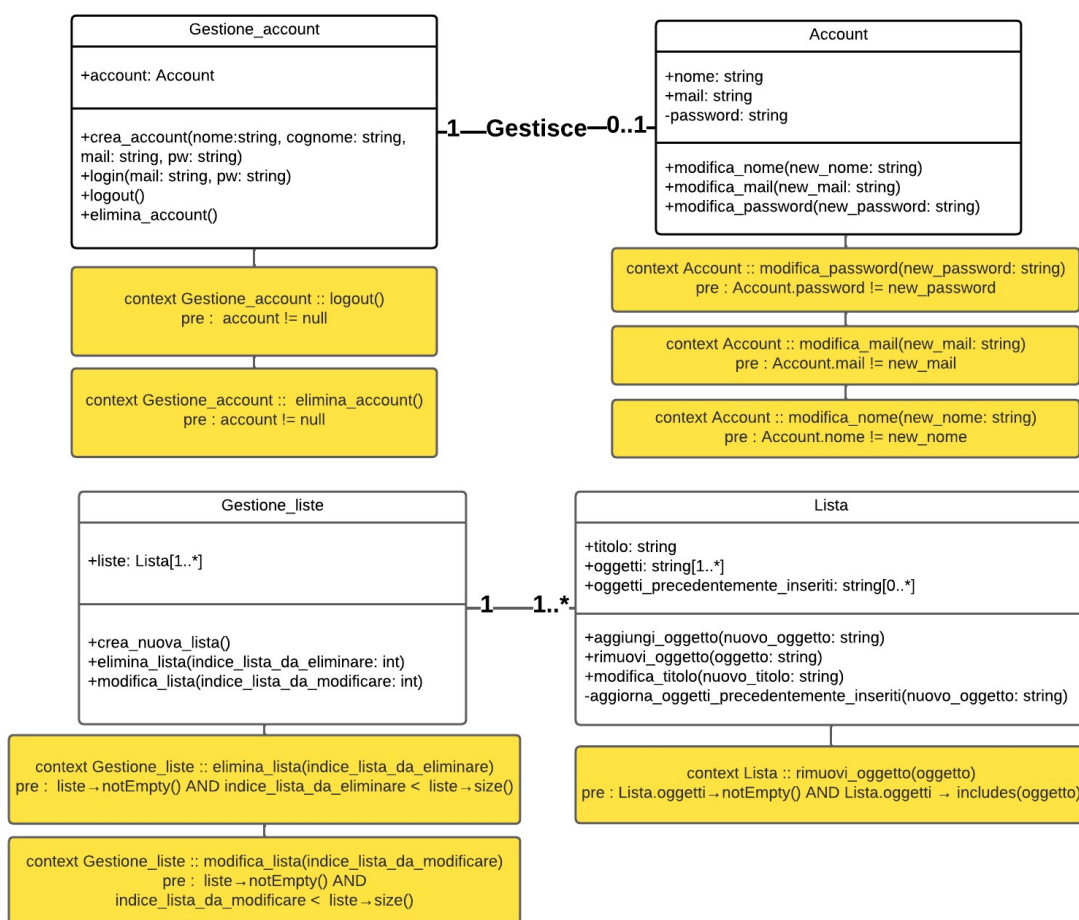 Gestione_account
+account: Account
+crea_account(nome:string, cognome: string,
mail: string, pw: string)
+login(mail: string, pw: string)
+logout()
+elimina_account()
1 Gestisce 0..1
Account
+nome: string
+mail: string
-password: string
+modifica_nome(new_nome: string)
+modifica_mail(new_mail: string)
+modifica_password(new_password: string)
context Gestione_account :: logout()
pre : account != null
context Gestione_account :: elimina_account()
pre : account != null
context Account :: modifica_password(new_password: string)
pre : Account.password != new_password
context Account :: modifica_mail(new_mail: string)
pre : Account.mail != new_mail
context Account :: modifica_nome(new_nome: string)
pre : Account.nome != new_nome
Gestione_liste
+liste: Lista[1..*]
+crea_nuova_lista()
+elimina_lista(indice_lista_da_eliminare: int)
+modifica_lista(indice_lista_da_modificare: int)
1 1..*
Lista
+titolo: string
+oggetti: string[1..*]
+oggetti_precedentemente_inseriti: string[0..*]
+aggiungi_oggetto(nuovo_oggetto: string)
+rimuovi_oggetto(oggetto: string)
+modifica_titolo(nuovo_titolo: string)
-aggiorna_oggetti_precedentemente_inseriti(nuovo_oggetto: string)
context Gestione_liste :: elimina_lista(indice_lista_da_eliminare)
pre : liste→notEmpty() AND indice_lista_da_eliminare < liste→size()
context Gestione_liste :: modifica_lista(indice_lista_da_modificare)
pre : liste→notEmpty() AND
indice_lista_da_modificare < liste→size()
context Lista :: rimuovi_oggetto(oggetto)
pre : Lista.oggetti→notEmpty() AND Lista.oggetti → includes(oggetto)